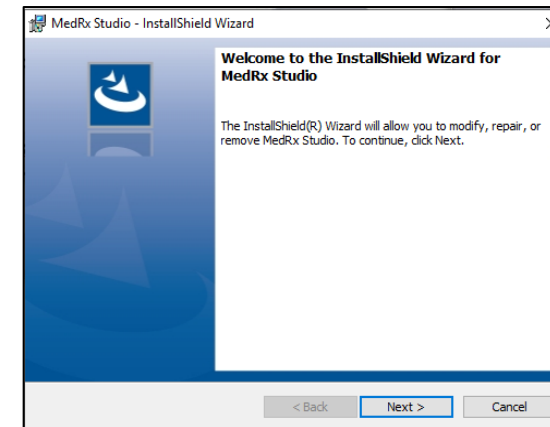 MedRx Studio - InstallShield Wizard
Welcome to the InstallShield Wizard for
MedRx Studio
The InstallShield(R) Wizard will allow you to modify, repair, or
remove MedRx Studio. To continue, click Next.
< Back
Next >
Cancel